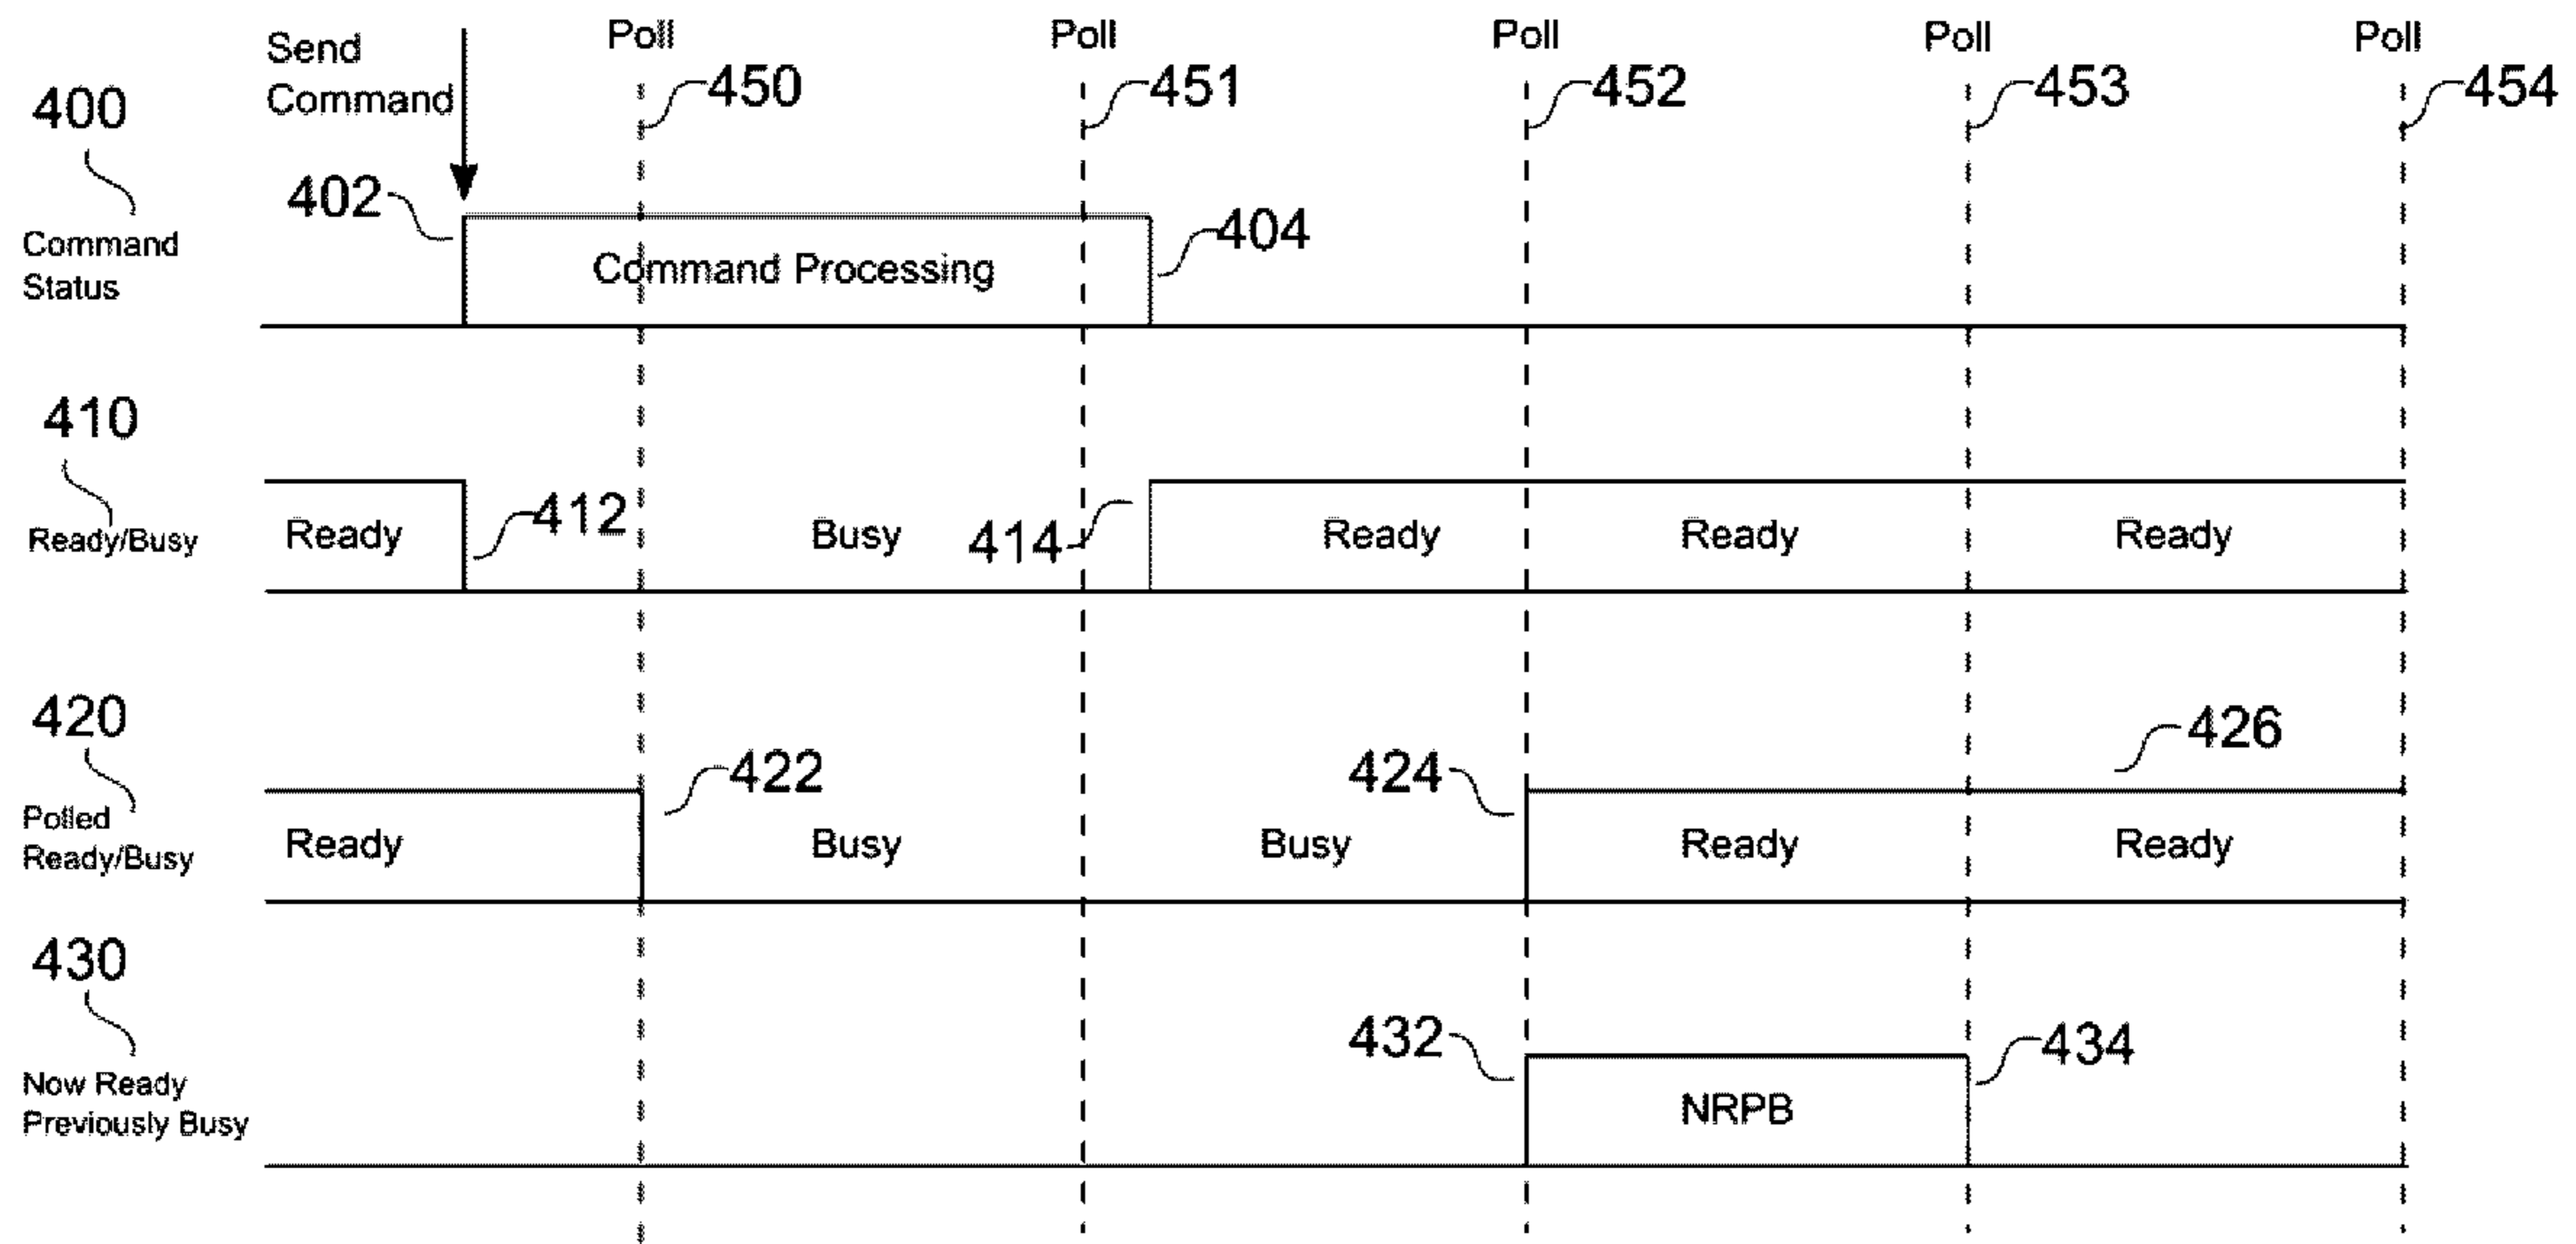 Poll Poll Poll Poll Poll
Send
Command
450 451 452 453 454
400
402
404
Command
Status
Command Processing
410
412
414
Ready/Busy
Ready Busy Ready Ready Ready
420
422
424
426
Polled
Ready/Busy
Ready Busy Busy Ready Ready
430
432
434
Now Ready
Previously Busy
NRPB